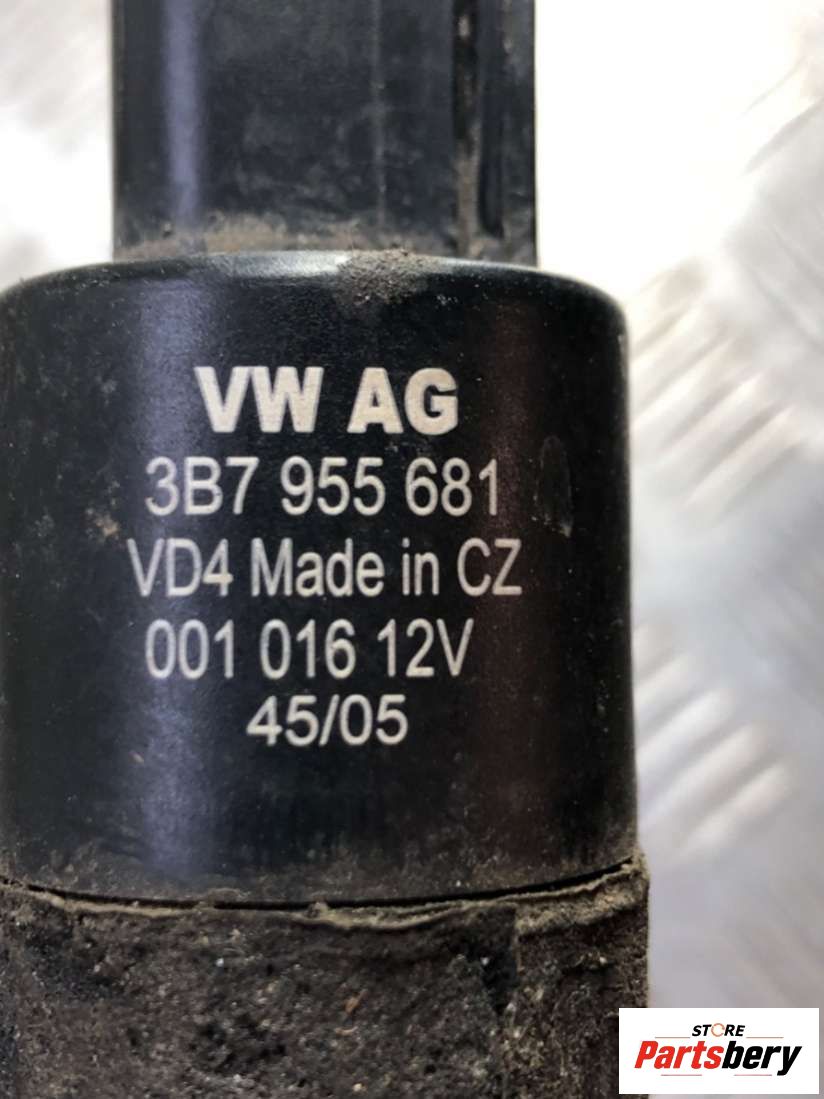 VW AG
3B7 955 681
VD4 Made in CZ
001 016 12V
45/05
STORE
Partsbery